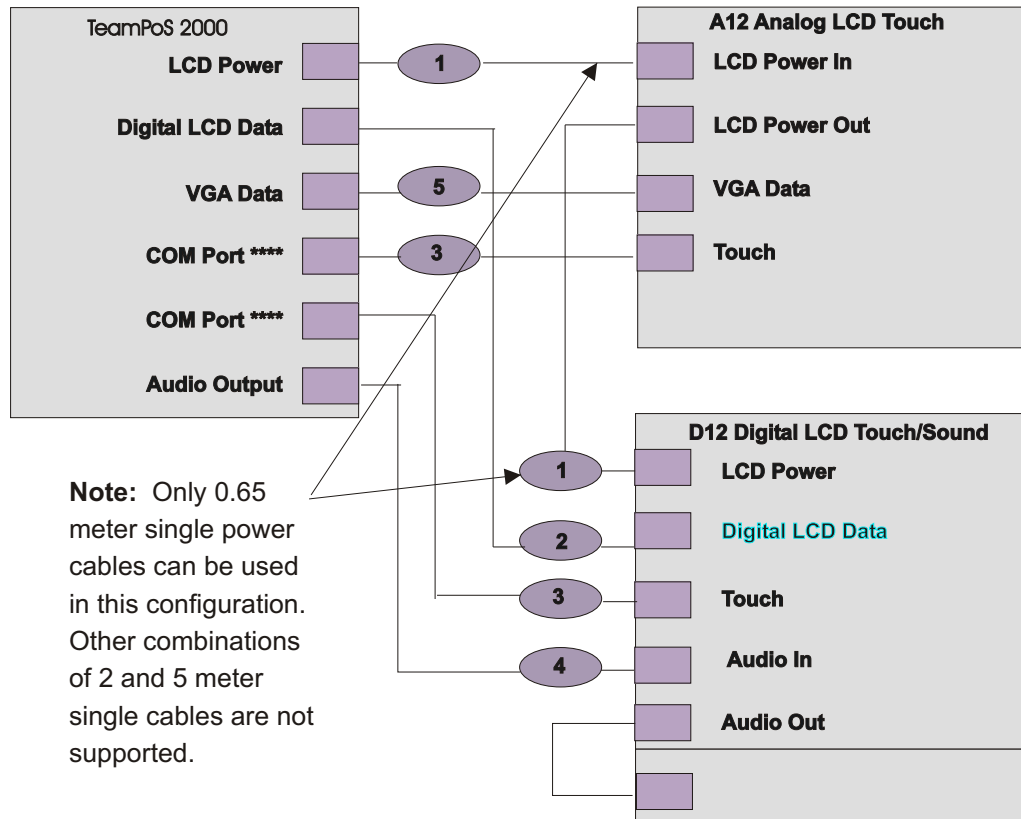 TeamPoS 2000
LCD Power
Digital LCD Data
VGA Data
COM Port ****
COM Port ****
Audio Output
1
5
3
A12 Analog LCD Touch
LCD Power In
LCD Power Out
VGA Data
Touch
Note: Only 0.65
meter single power
cables can be used
in this configuration.
Other combinations
of 2 and 5 meter
single cables are not
supported.
1
2
3
4
D12 Digital LCD Touch/Sound
LCD Power
Digital LCD Data
Touch
Audio In
Audio Out